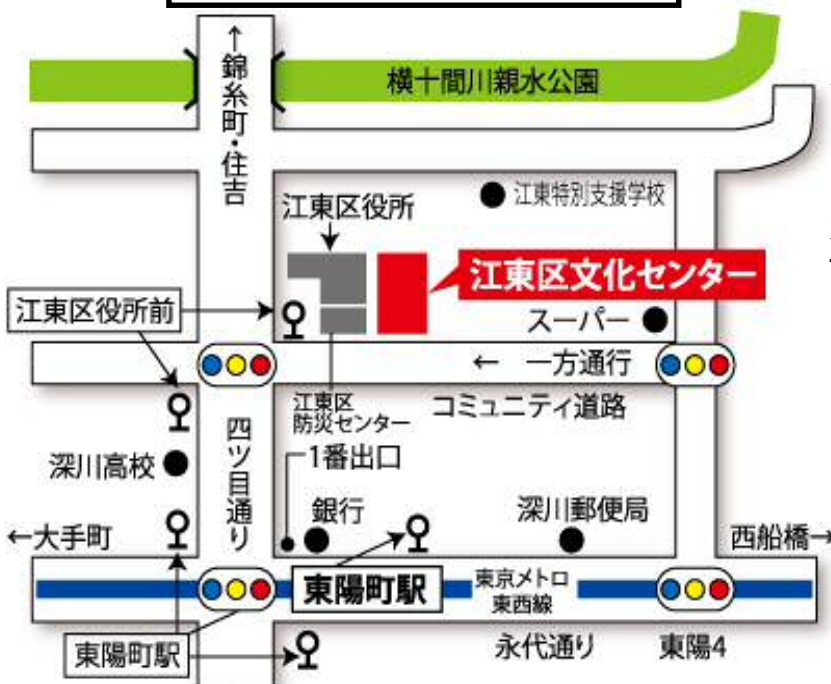 ↑錦糸町・住吉
横十間川親水公園
江東特別支援学校
江東区役所
江東区文化センター
江東区役所前
スーパー
← 一方通行
江東区
防災センター
コミュニティ道路
四ツ目通り
1番出口
深川高校
銀行
深川郵便局
←大手町
西船橋→
東陽町駅
東京メトロ
東西線
永代通り
東陽4
東陽町駅